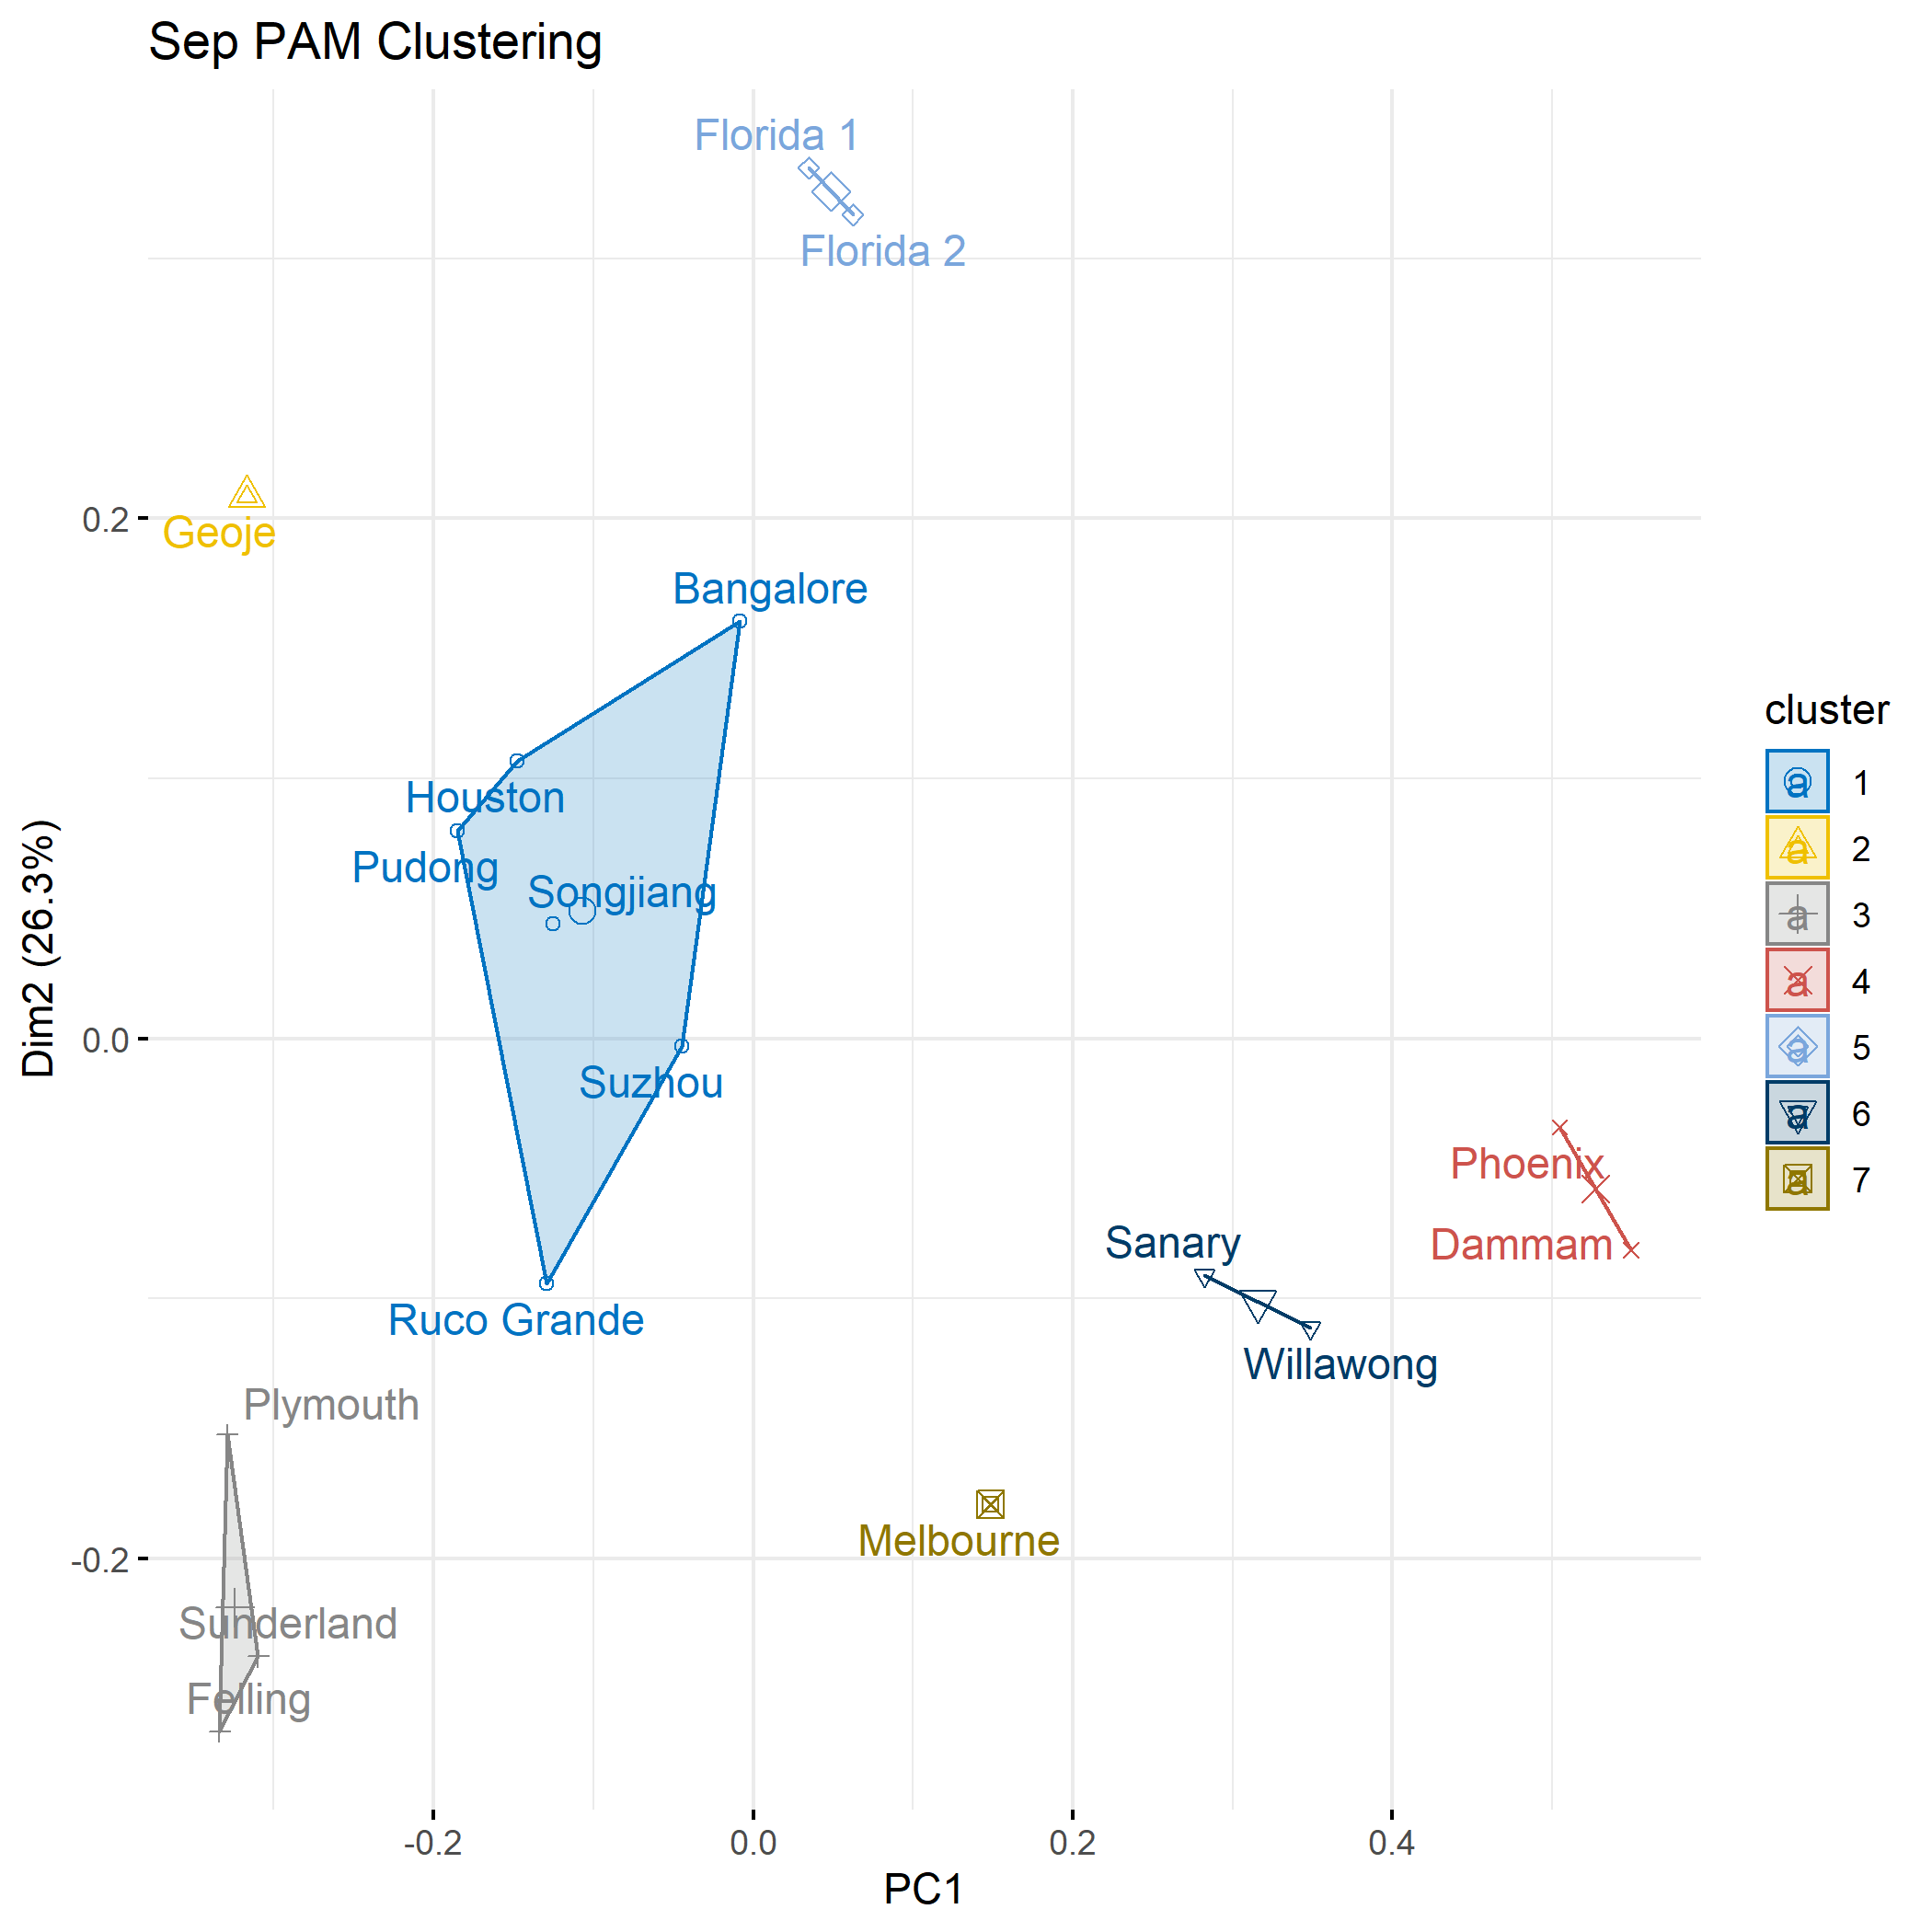 Sep PAM Clustering
Florida 1
Florida 2
Geoje
Bangalore
Houston
Pudong
Songjiang
Suzhou
Ruco Grande
Phoenix
Dammam
Sanary
Willawong
Plymouth
Melbourne
Sunderland
Felling
0.2
0.0
-0.2
Dim2 (26.3%)
-0.2
0.0
0.2
0.4
PC1
cluster
a 1
a 2
a 3
a 4
a 5
a 6
a 7